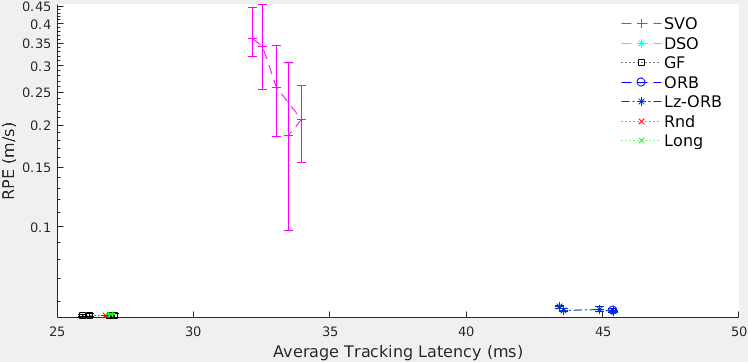 0.45
0.4
0.35
0.3
0.25
0.2
0.15
0.1
RPE (m/s)
SVO
DSO
GF
ORB
Lz-ORB
Rnd
Long
25 30 35 40 45 50
Average Tracking Latency (ms)